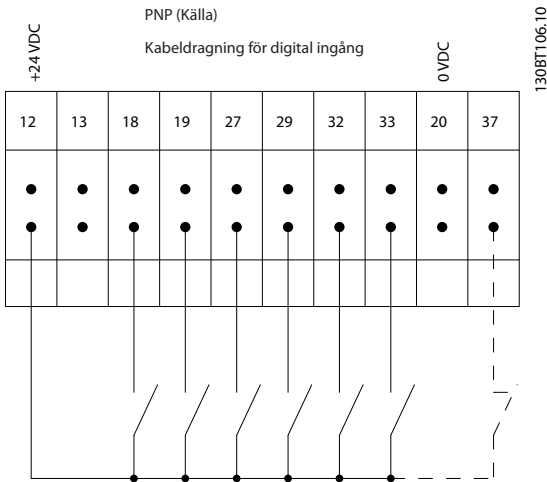 PNP (Källa)
Kabeldragning för digital ingång
+24 VDC
0 VDC
130BT106.10
12 13 18 19 27 29 32 33 20 37